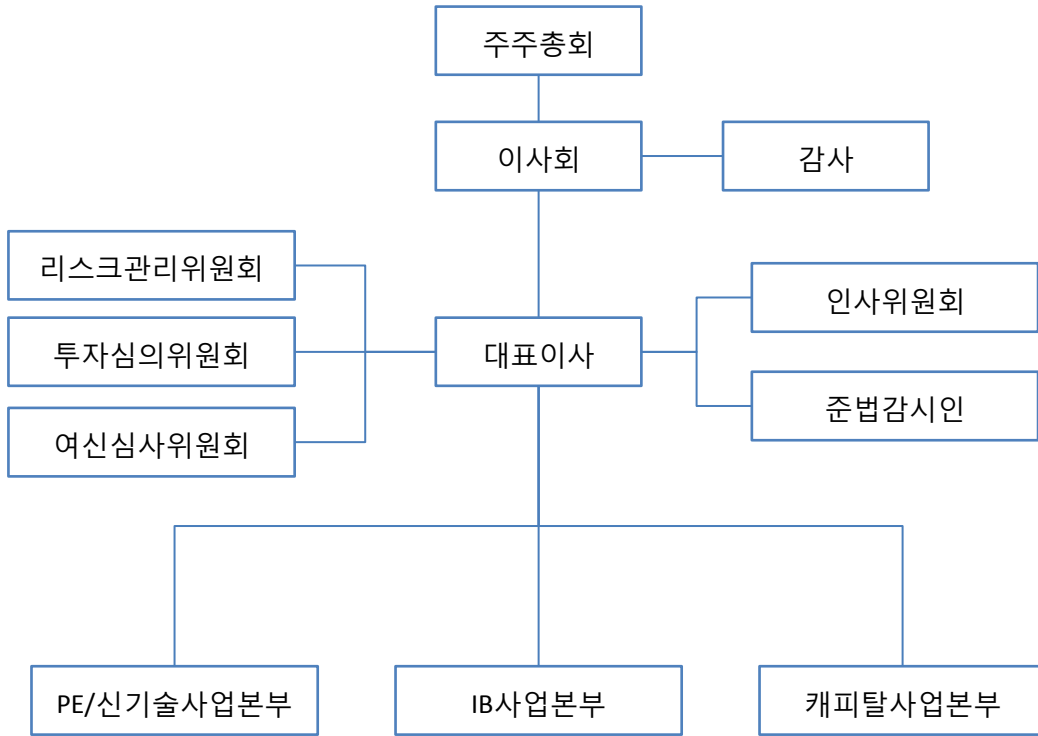 주주총회
이사회
감사
리스크관리위원회
인사위원회
투자심의위원회
대표이사
준법감시인
여신심사위원회
PE/신기술사업본부
IB사업본부
캐피탈사업본부